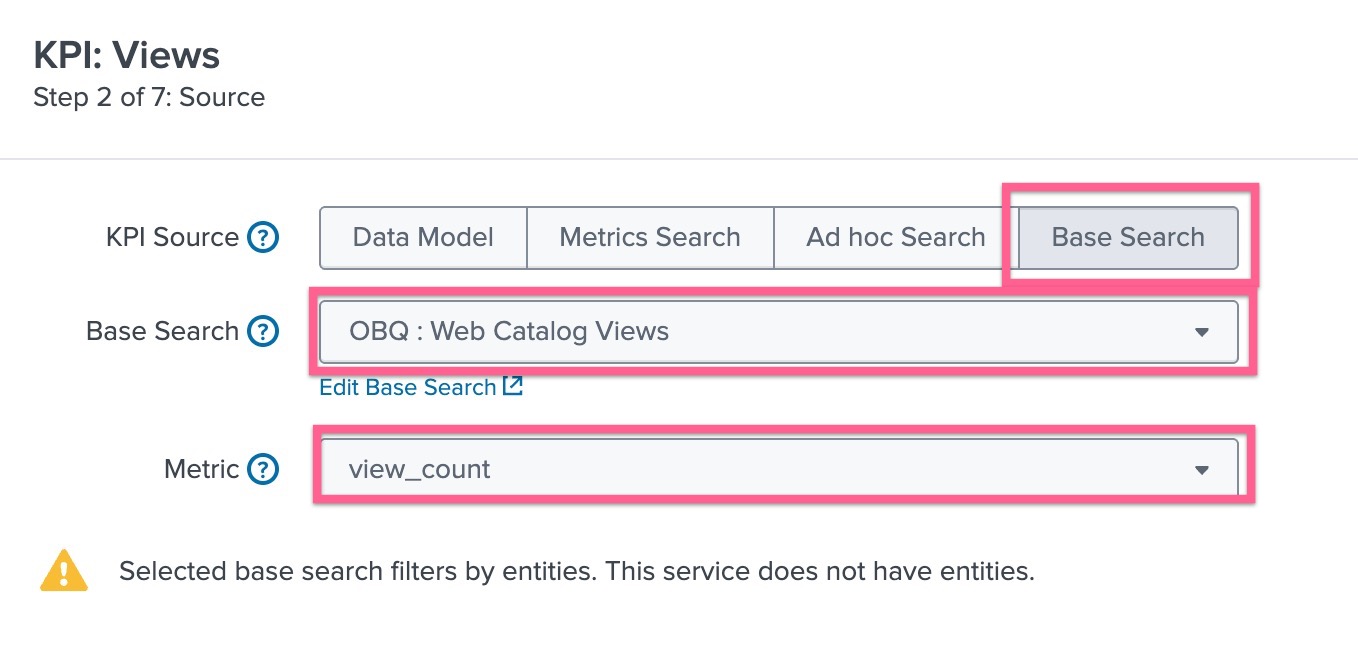 KPI: Views
Step 2 of 7: Source
KPI Source ? Data Model Metrics Search Ad hoc Search Base Search
Base Search ? OBQ : Web Catalog Views
Edit Base Search
Metric ? view_count
Selected base search filters by entities. This service does not have entities.